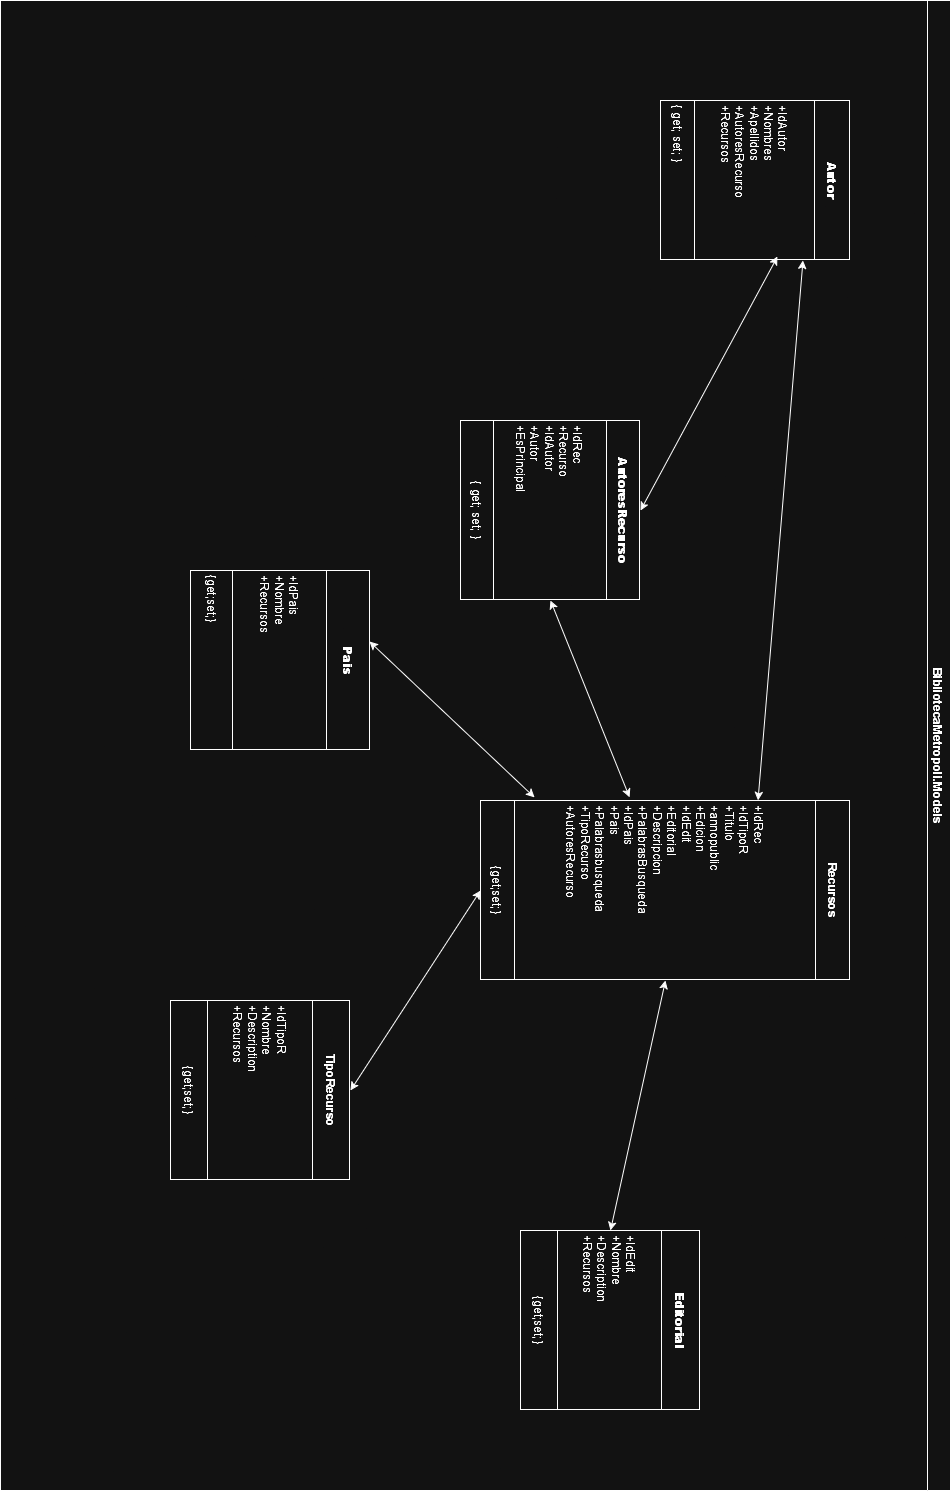 BibliotecaMetropoli.Models
Autor
+IdAutor
+Nombres
+Apellidos
+AutoresRecurso
+Recursos
{ get; set; }
AutoresRecurso
+IdRec
+Recurso
+IdAutor
+Autor
+EsPrincipal
{ get; set; }
Pais
+IdPais
+Nombre
+Recursos
{get;set;}
Recursos
+IdRec
+IdTipoR
+Titulo
+annopublic
+Edicion
+IdEdit
+Editorial
+Descripcion
+PalabrasBusqueda
+IdPais
+Pais
+Palabrasbusqueda
+TipoRecurso
+AutoresRecurso
{get;set;}
TipoRecurso
+IdTipoR
+Nombre
+Description
+Recursos
{get;set;}
Editorial
+IdEdit
+Nombre
+Description
+Recursos
{get;set;}